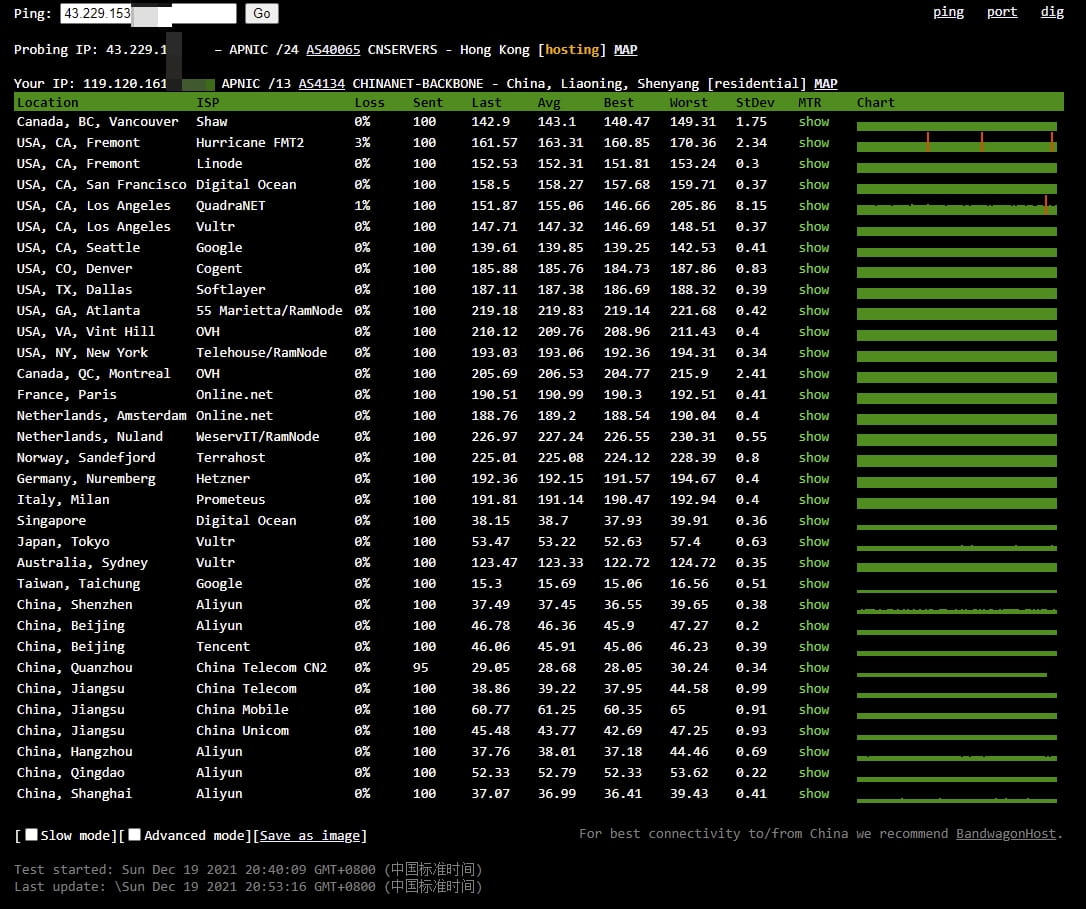 Ping: 43.229.153 Go ping port dig
Probing IP: 43.229.1 – APNIC /24 AS40065 CNSERVERS - Hong Kong [hosting] MAP
Your IP: 119.120.161 APNIC /13 AS4134 CHINANET-BACKBONE - China, Liaoning, Shenyang [residential] MAP
Location ISP Loss Sent Last Avg Best Worst StDev MTR Chart
Canada, BC, Vancouver Shaw 0% 100 142.9 143.1 140.47 149.31 1.75 show
USA, CA, Fremont Hurricane FMT2 3% 100 161.57 163.31 160.85 170.36 2.34 show
USA, CA, Fremont Linode 0% 100 152.53 152.31 151.81 153.24 0.3 show
USA, CA, San Francisco Digital Ocean 0% 100 158.5 158.27 157.68 159.71 0.37 show
USA, CA, Los Angeles QuadraNET 1% 100 151.87 155.06 146.66 205.86 8.15 show
USA, CA, Los Angeles Vultr 0% 100 147.71 147.32 146.69 148.51 0.37 show
USA, CA, Seattle Google 0% 100 139.61 139.85 139.25 142.53 0.41 show
USA, CO, Denver Cogent 0% 100 185.88 185.76 184.73 187.86 0.83 show
USA, TX, Dallas Softlayer 0% 100 187.11 187.38 186.69 188.32 0.39 show
USA, GA, Atlanta 55 Marietta/RamNode 0% 100 219.18 219.83 219.14 221.68 0.42 show
USA, VA, Vint Hill OVH 0% 100 210.12 209.76 208.96 211.43 0.4 show
USA, NY, New York Telehouse/RamNode 0% 100 193.03 193.06 192.36 194.31 0.34 show
Canada, QC, Montreal OVH 0% 100 205.69 206.53 204.77 215.9 2.41 show
France, Paris Online.net 0% 100 190.51 190.99 190.3 192.51 0.41 show
Netherlands, Amsterdam Online.net 0% 100 188.76 189.2 188.54 190.04 0.4 show
Netherlands, Nuland WeservIT/RamNode 0% 100 226.97 227.24 226.55 230.31 0.55 show
Norway, Sandefjord Terrahost 0% 100 225.01 225.08 224.12 228.39 0.8 show
Germany, Nuremberg Hetzner 0% 100 192.36 192.15 191.57 194.67 0.4 show
Italy, Milan Prometeus 0% 100 191.81 191.14 190.47 192.94 0.4 show
Singapore Digital Ocean 0% 100 38.15 38.7 37.93 39.91 0.36 show
Japan, Tokyo Vultr 0% 100 53.47 53.22 52.63 57.4 0.63 show
Australia, Sydney Vultr 0% 100 123.47 123.33 122.72 124.72 0.35 show
Taiwan, Taichung Google 0% 100 15.3 15.69 15.06 16.56 0.51 show
China, Shenzhen Aliyun 0% 100 37.49 37.45 36.55 39.65 0.38 show
China, Beijing Aliyun 0% 100 46.78 46.36 45.9 47.27 0.2 show
China, Beijing Tencent 0% 100 46.06 45.91 45.06 46.23 0.39 show
China, Quanzhou China Telecom CN2 0% 95 29.05 28.68 28.05 30.24 0.34 show
China, Jiangsu China Telecom 0% 100 38.86 39.22 37.95 44.58 0.99 show
China, Jiangsu China Mobile 0% 100 60.77 61.25 60.35 65 0.91 show
China, Jiangsu China Unicom 0% 100 45.48 43.77 42.69 47.25 0.93 show
China, Hangzhou Aliyun 0% 100 37.76 38.01 37.18 44.46 0.69 show
China, Qingdao Aliyun 0% 100 52.33 52.79 52.33 53.62 0.22 show
China, Shanghai Aliyun 0% 100 37.07 36.99 36.41 39.43 0.41 show
[Slow mode][Advanced mode][Save as image] For best connectivity to/from China we recommend BandwagonHost.
Test started: Sun Dec 19 2021 20:40:09 GMT+0800 (中国标准时间)
Last update: \Sun Dec 19 2021 20:53:16 GMT+0800 (中国标准时间)